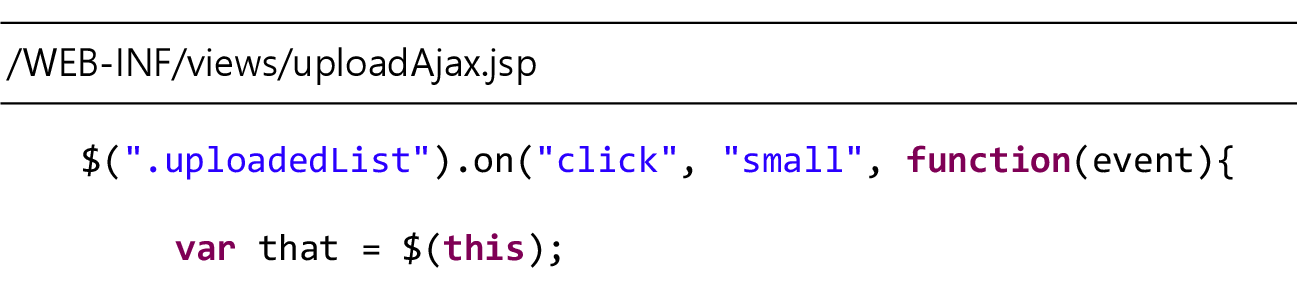 /WEB-INF/views/uploadAjax.jsp
$(".uploadedList").on("click", "small", function(event){
var that = $(this);